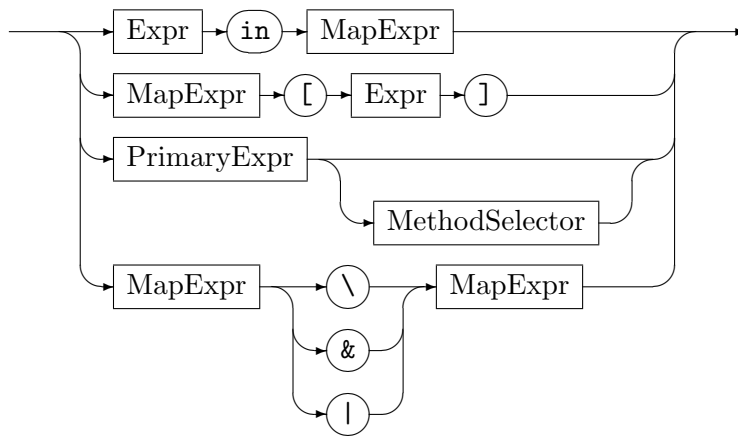 Expr in MapExpr
MapExpr [ Expr ]
PrimaryExpr
MethodSelector
MapExpr \ MapExpr
&
|